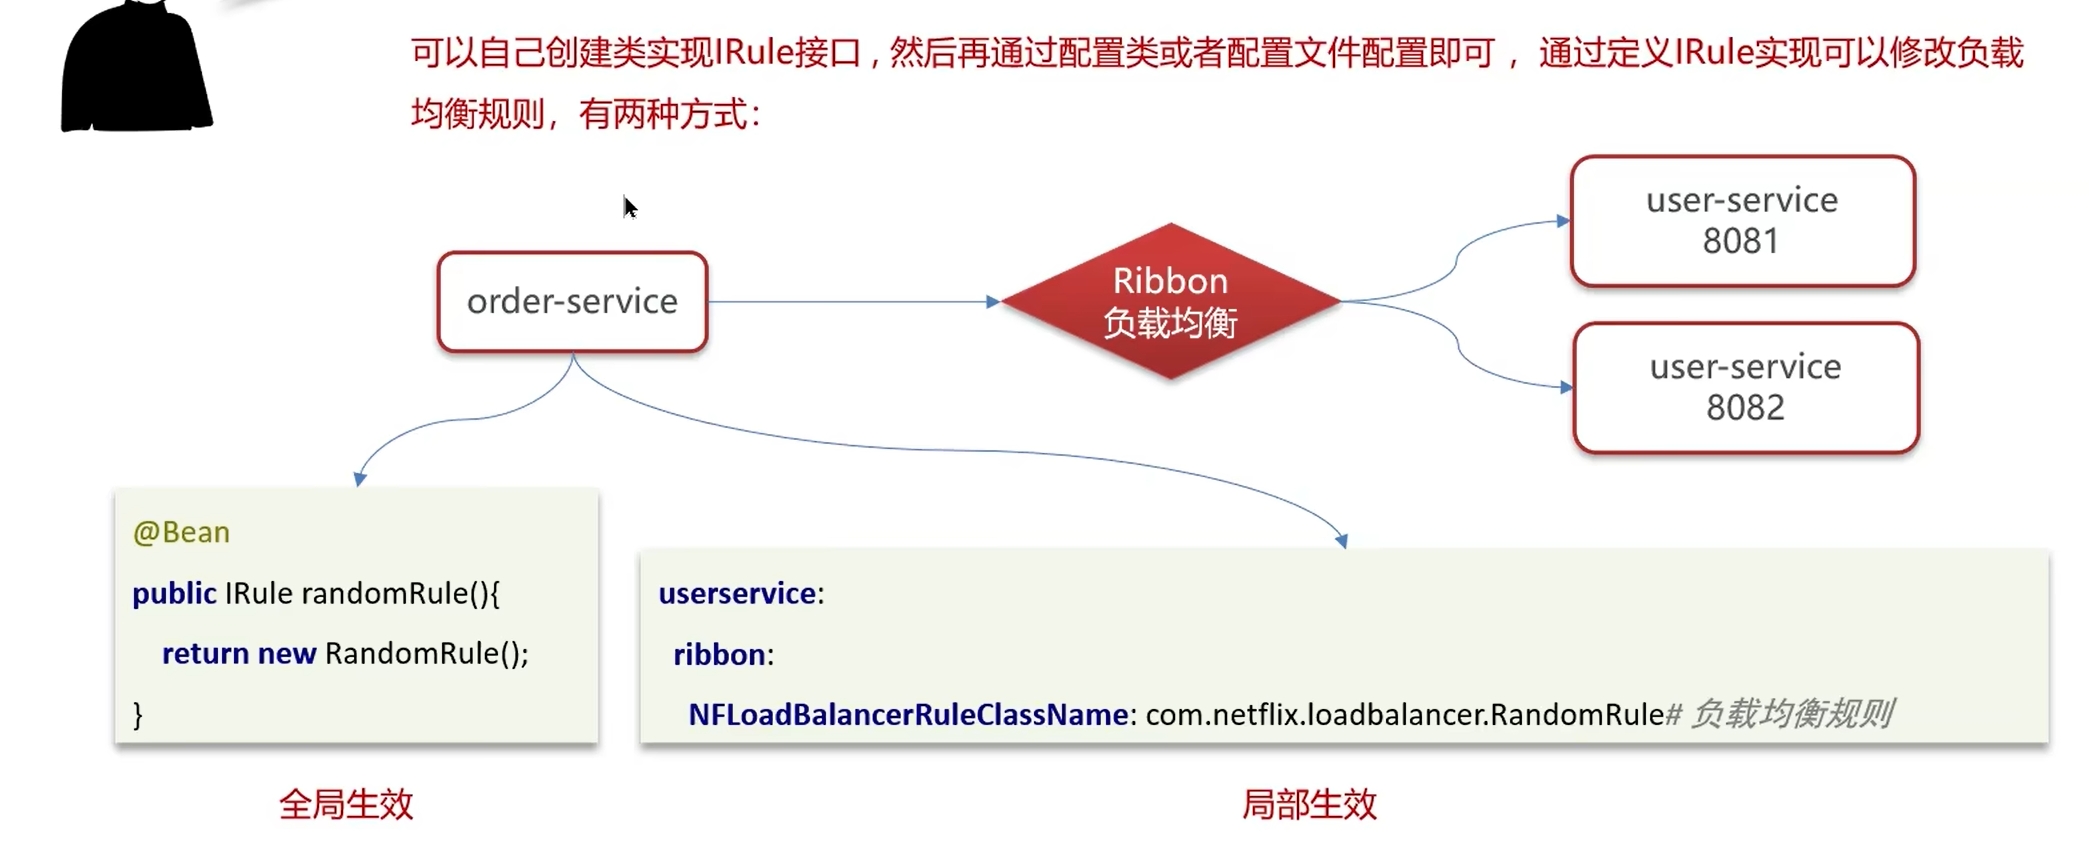 可以自己创建类实现IRule接口，然后再通过配置类或者配置文件配置即可 ，通过定义IRule实现可以修改负载
均衡规则，有两种方式：
order-service
Ribbon
负载均衡
user-service
8081
user-service
8082
@Bean
public IRule randomRule(){
return new RandomRule();
}
全局生效
userservice:
ribbon:
NFLoadBalancerRuleClassName: com.netflix.loadbalancer.RandomRule# 负载均衡规则
局部生效